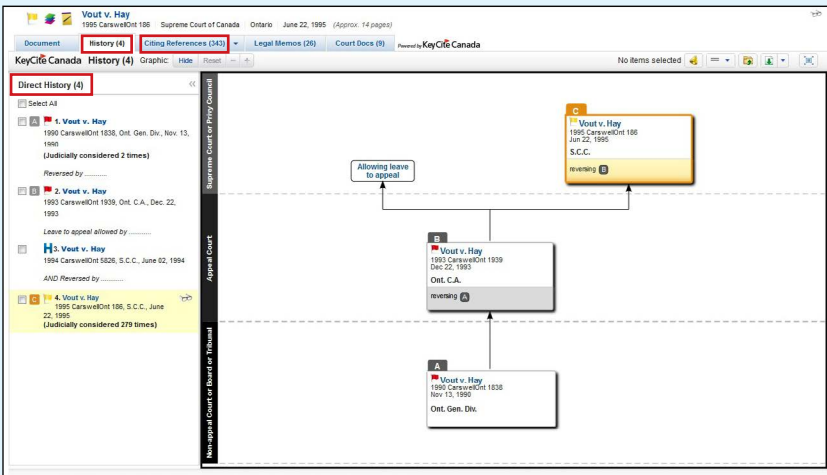 Vout v. Hay
1995 CarswellOnt 186 Supreme Court of Canada Ontario June 22, 1995 (Approx. 14 pages)
Document History (4) Citing References (343) Legal Memos (26) Court Docs (9) Powered by KeyCite Canada
KeyCite Canada History (4) Graphic: Hide Reset − + No items selected
Direct History (4)
Select All
A 1. Vout v. Hay
1990 CarswellOnt 1838, Ont. Gen. Div., Nov. 13,
1990
(Judicially considered 2 times)
Reversed by ...........
B 2. Vout v. Hay
1993 CarswellOnt 1939, Ont. C.A., Dec. 22,
1993
Leave to appeal allowed by ...........
H 3. Vout v. Hay
1994 CarswellOnt 5826, S.C.C., June 02, 1994
AND Reversed by ...........
C 4. Vout v. Hay
1995 CarswellOnt 186, S.C.C., June
22, 1995
(Judicially considered 279 times)
Supreme Court or Privy Council
Allowing leave
to appeal
C
Vout v. Hay
1995 CarswellOnt 186
Jun 22, 1995
S.C.C.
reversing B
Appeal Court
B
Vout v. Hay
1993 CarswellOnt 1939
Dec 22, 1993
Ont. C.A.
reversing A
Non-appeal Court or Board or Tribunal
A
Vout v. Hay
1990 CarswellOnt 1838
Nov 13, 1990
Ont. Gen. Div.